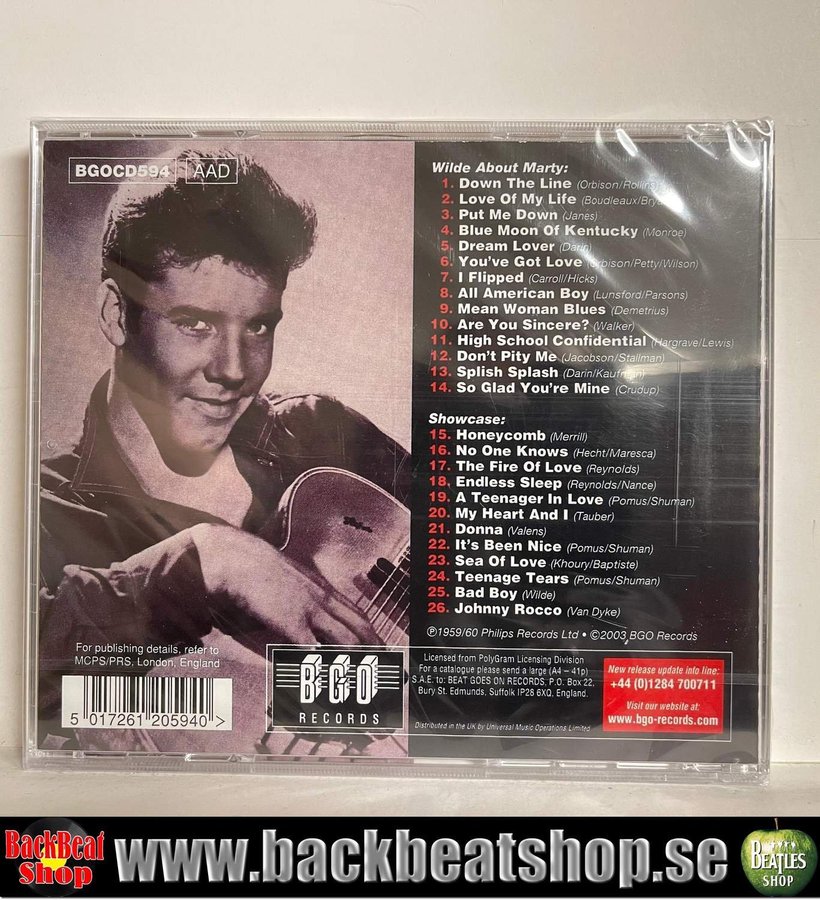 BGOCD594 AAD
Wilde About Marty:
1. Down The Line (Orbison/Rollins)
2. Love Of My Life (Boudleaux/
3. Put Me Down (Janes)
4. Blue Moon Of Kentucky (Monroe)
5. Dream Lover (Darin)
6. You've Got Love (Orbison/Petty/Wilson)
7. I Flipped (Carroll/Hicks)
8. All American Boy (Lunsford/Parsons)
9. Mean Woman Blues (Demetrius)
10. Are You Sincere? (Walker)
11. High School Confidential (Hargrave/Lewis)
12. Don't Pity Me (Jacobson/Stallman)
13. Splish Splash (Darin/Kaufman)
14. So Glad You're Mine (Crudup)
Showcase:
15. Honeycomb (Merrill)
16. No One Knows (Hecht/Maresca)
17. The Fire Of Love (Reynolds)
18. Endless Sleep (Reynolds/Nance)
19. A Teenager In Love (Pomus/Shuman)
20. My Heart And I (Tauber)
21. Donna (Valens)
22. It's Been Nice (Pomus/Shuman)
23. Sea Of Love (Khoury/Baptiste)
24. Teenage Tears (Pomus/Shuman)
25. Bad Boy (Wilde)
26. Johnny Rocco (Van Dyke)
℗1959/60 Philips Records Ltd • ©2003 BGO Records
For publishing details, refer to
MCPS/PRS, London, England
5 017261 205940 >
BGO
RECORDS
Licensed from PolyGram Licensing Division
For a catalogue please send a large (A4 – 41p)
S.A.E. to: BEAT GOES ON RECORDS, P.O. Box 22,
Bury St. Edmunds, Suffolk IP28 6XQ, England.
Distributed in the UK by Universal Music Operations Limited
New release update info line:
+44 (0)1284 700711
Visit our website at:
www.bgo-records.com
BackBeat
Shop
www.backbeatshop.se
BEATLES
SHOP